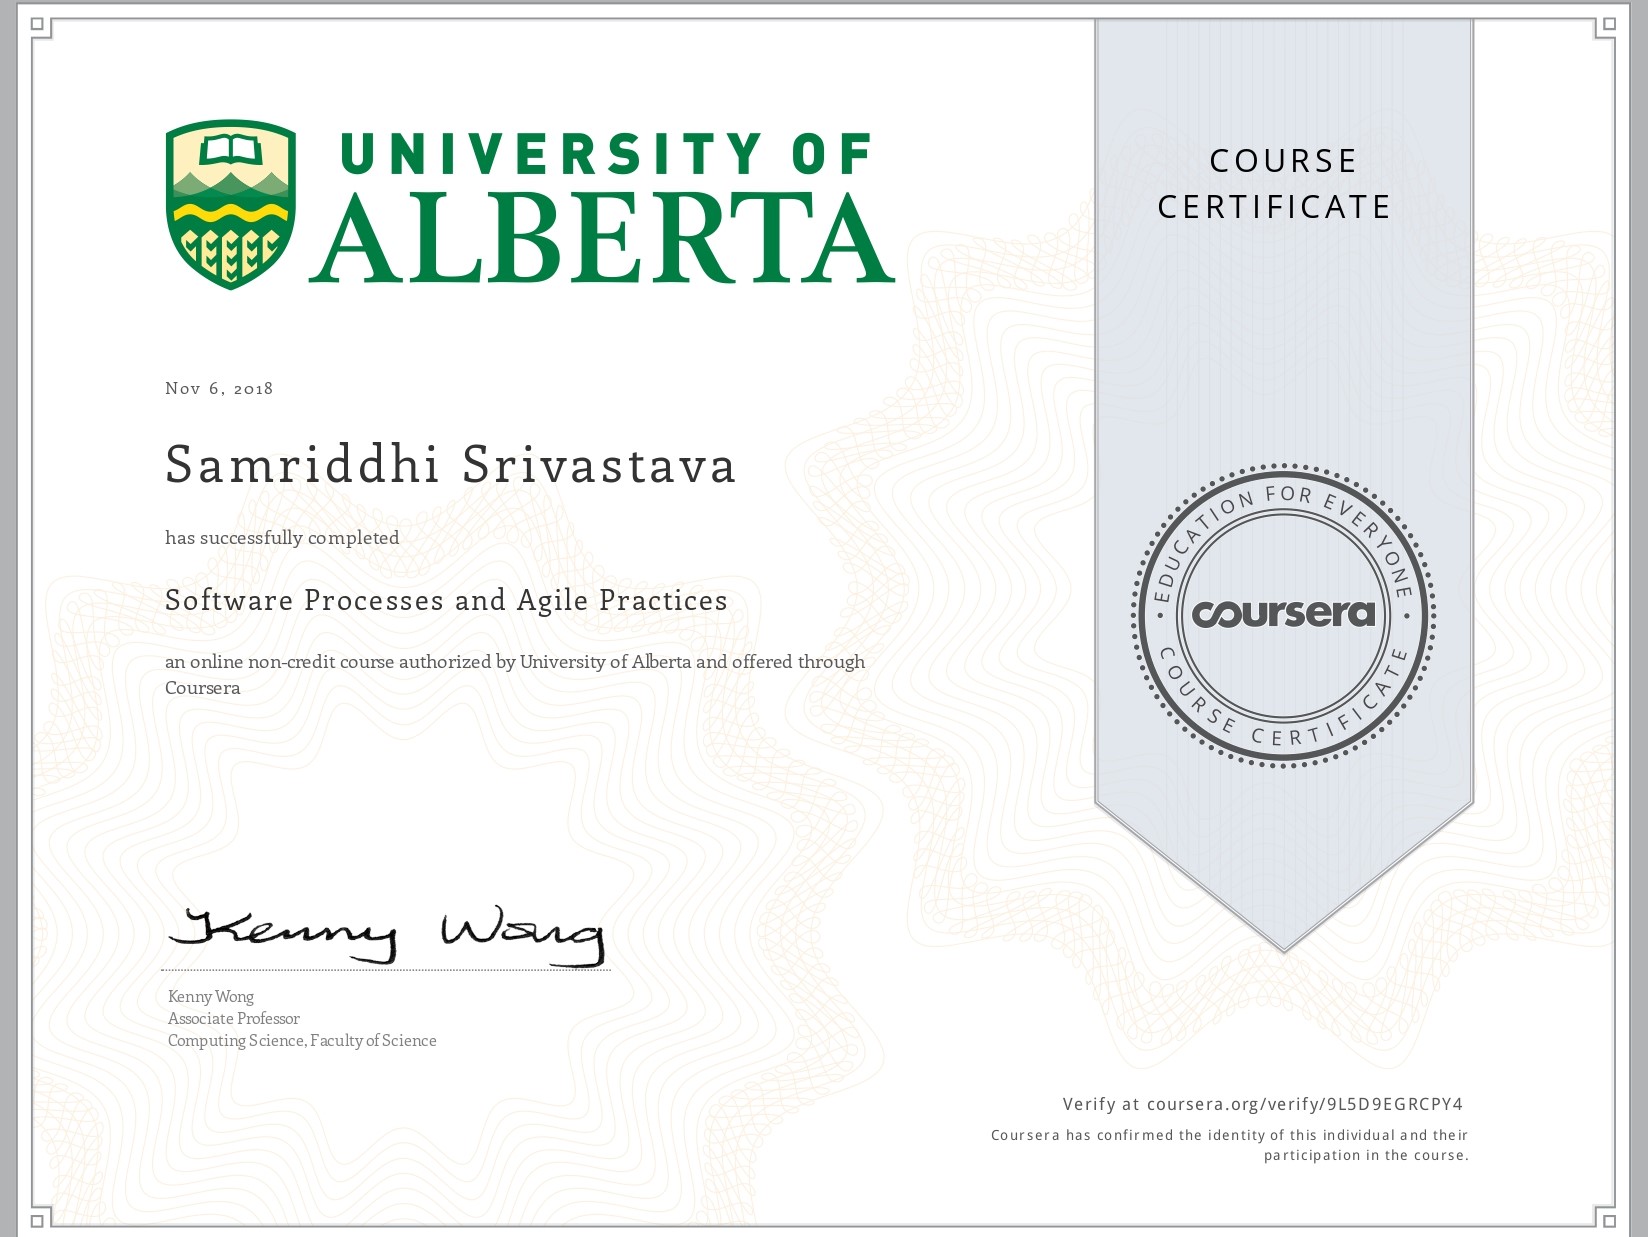 UNIVERSITY OF
ALBERTA
COURSE
CERTIFICATE
Nov 6, 2018
Samriddhi Srivastava
has successfully completed
Software Processes and Agile Practices
an online non-credit course authorized by University of Alberta and offered through
Coursera
EDUCATION FOR EVERYONE
coursera
COURSE CERTIFICATE
Kenny Wong
Kenny Wong
Associate Professor
Computing Science, Faculty of Science
Verify at coursera.org/verify/9L5D9EGRCPY4
Coursera has confirmed the identity of this individual and their
participation in the course.